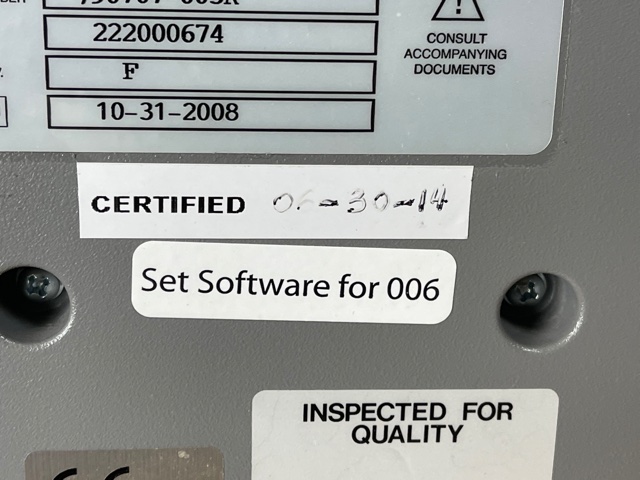 222000674
CONSULT
ACCOMPANYING
DOCUMENTS
F
10-31-2008
CERTIFIED 06-30-14
Set Software for 006
INSPECTED FOR
QUALITY